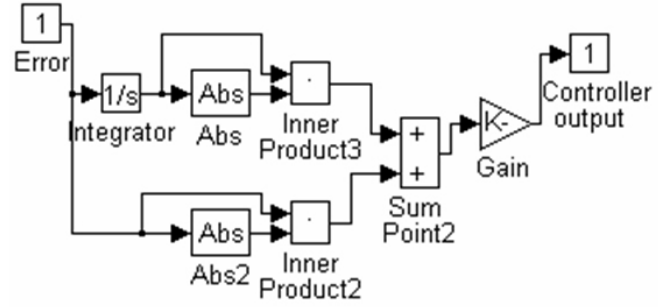 1
Error
1/s
Integrator
Abs
Abs
.
Inner
Product3
Abs
Abs2
.
Inner
Product2
+
+
Sum
Point2
K-
Gain
1
Controller
output